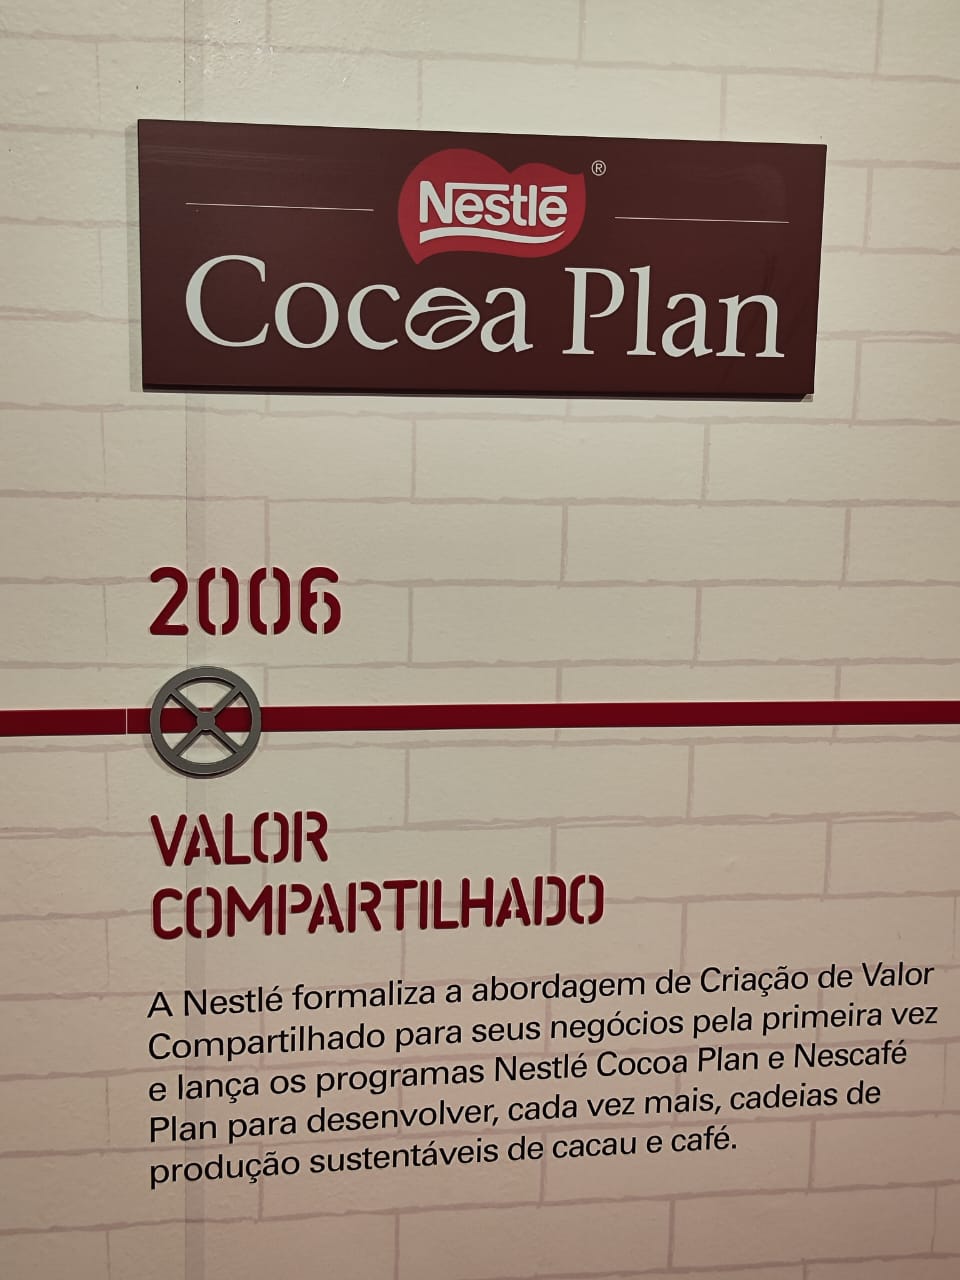 Nestlé ®
Cocoa Plan
2006
VALOR
COMPARTILHADO
A Nestlé formaliza a abordagem de Criação de Valor
Compartilhado para seus negócios pela primeira vez
e lança os programas Nestlé Cocoa Plan e Nescafé
Plan para desenvolver, cada vez mais, cadeias de
produção sustentáveis de cacau e café.